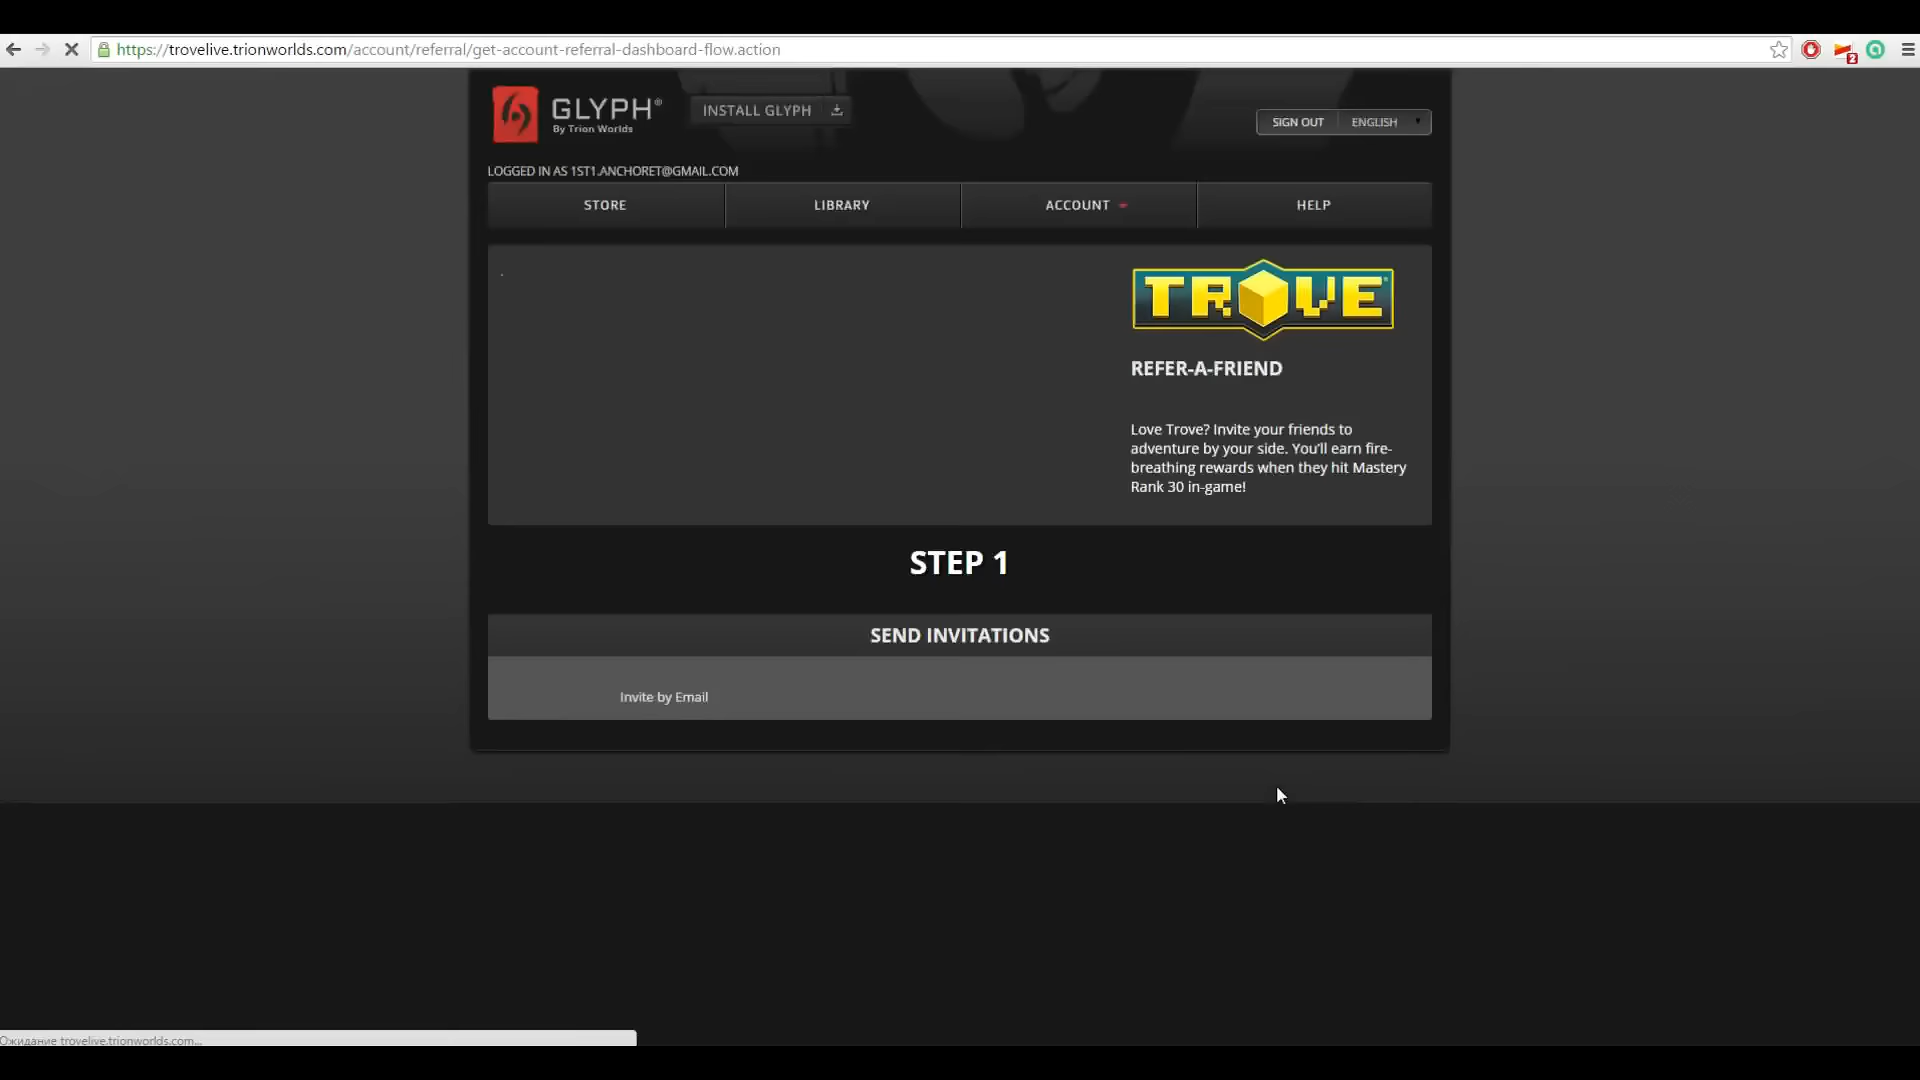 https://trovelive.trionworlds.com/account/referral/get-account-referral-dashboard-flow.action
2
GLYPH®
By Trion Worlds
INSTALL GLYPH
SIGN OUT
ENGLISH
LOGGED IN AS 1ST1.ANCHORET@GMAIL.COM
STORE
LIBRARY
ACCOUNT
HELP
TROVE
REFER-A-FRIEND
Love Trove? Invite your friends to
adventure by your side. You'll earn fire-
breathing rewards when they hit Mastery
Rank 30 in-game!
STEP 1
SEND INVITATIONS
Invite by Email
Ожидание trovelive.trionworlds.com...